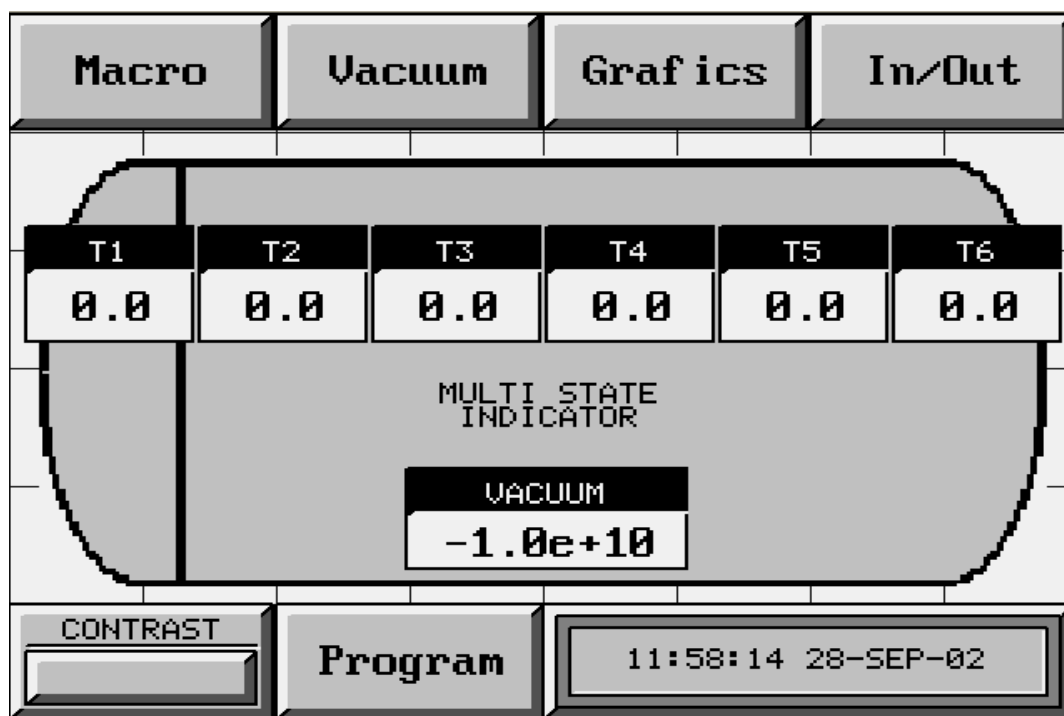 Macro Vacuum Grafics In/Out
T1 T2 T3 T4 T5 T6
0.0 0.0 0.0 0.0 0.0 0.0
MULTI STATE
INDICATOR
VACUUM
-1.0e+10
CONTRAST
Program
11:58:14 28-SEP-02